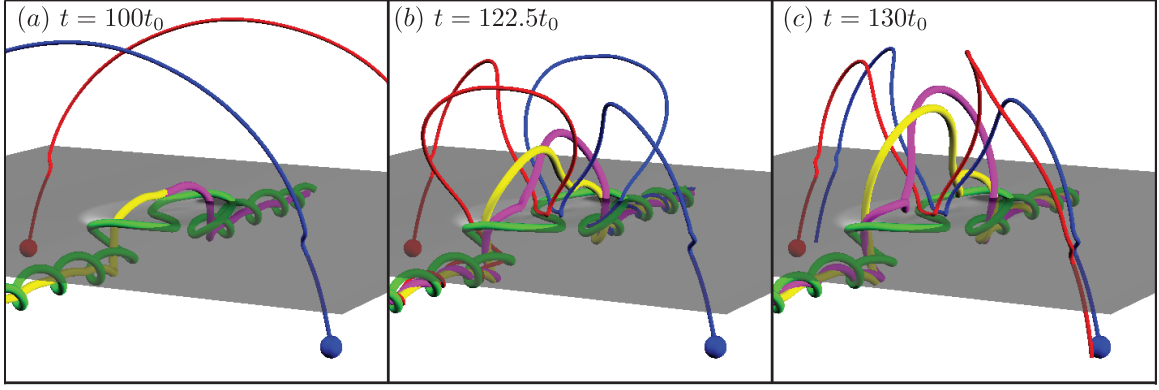 (a) t = 100t₀
(b) t = 122.5t₀
(c) t = 130t₀